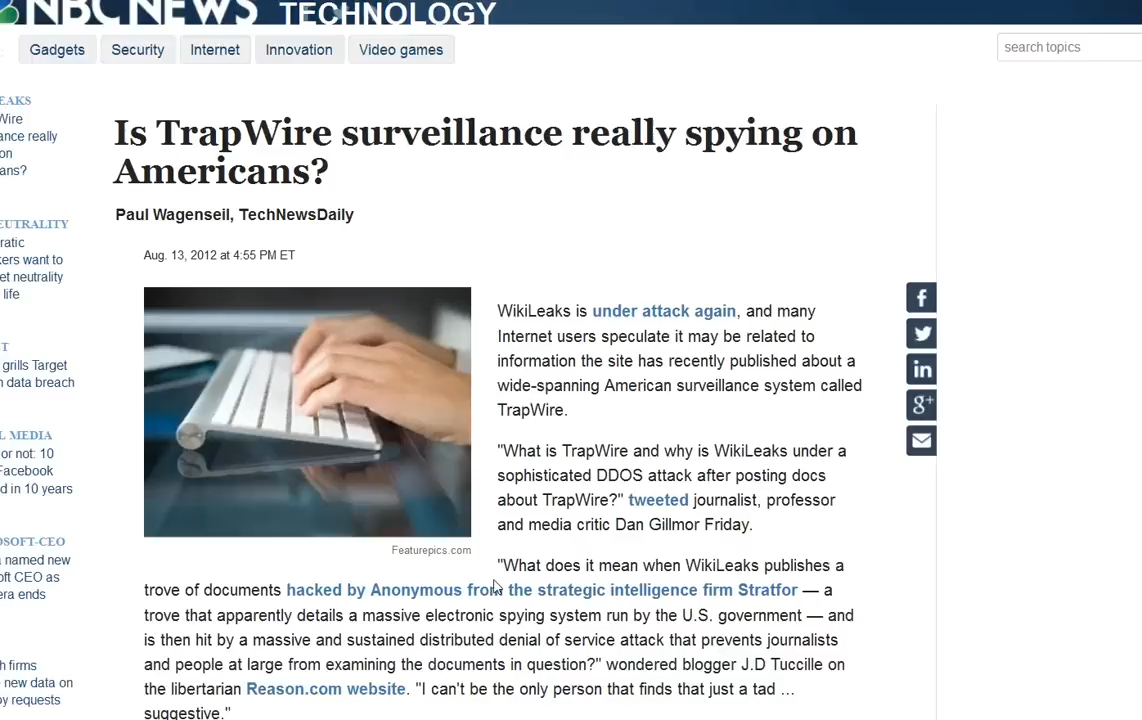 NBC NEWS TECHNOLOGY
Gadgets Security Internet Innovation Video games
search topics
EAKS
Wire
ance really
on
ans?
EUTRALITY
ratic
kers want to
et neutrality
life
T
grills Target
n data breach
L MEDIA
or not: 10
Facebook
d in 10 years
OSOFT-CEO
a named new
oft CEO as
era ends
h firms
new data on
py requests
Is TrapWire surveillance really spying on
Americans?
Paul Wagenseil, TechNewsDaily
Aug. 13, 2012 at 4:55 PM ET
Featurepics.com
WikiLeaks is under attack again, and many
Internet users speculate it may be related to
information the site has recently published about a
wide-spanning American surveillance system called
TrapWire.
"What is TrapWire and why is WikiLeaks under a
sophisticated DDOS attack after posting docs
about TrapWire?" tweeted journalist, professor
and media critic Dan Gillmor Friday.
"What does it mean when WikiLeaks publishes a
trove of documents hacked by Anonymous from the strategic intelligence firm Stratfor — a
trove that apparently details a massive electronic spying system run by the U.S. government — and
is then hit by a massive and sustained distributed denial of service attack that prevents journalists
and people at large from examining the documents in question?" wondered blogger J.D Tuccille on
the libertarian Reason.com website. "I can't be the only person that finds that just a tad ...
suggestive."
f
in
g+